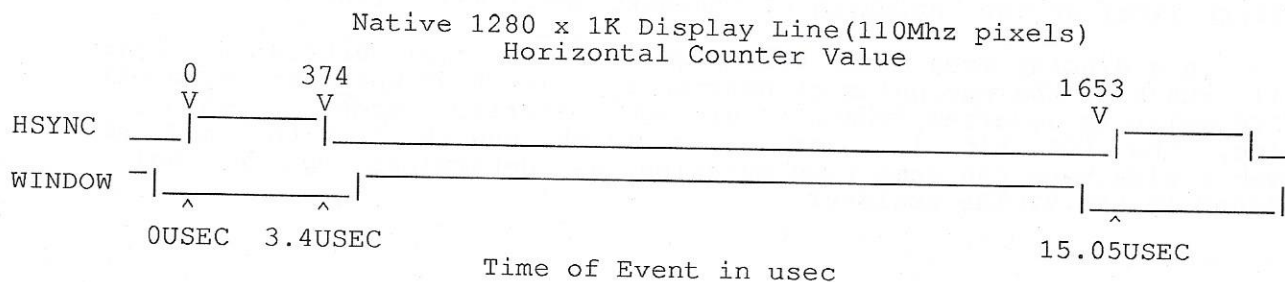 Native 1280 x 1K Display Line(110Mhz pixels)
Horizontal Counter Value
0 374 1653
V V V
HSYNC
WINDOW
^ ^ ^
0USEC 3.4USEC 15.05USEC
Time of Event in usec